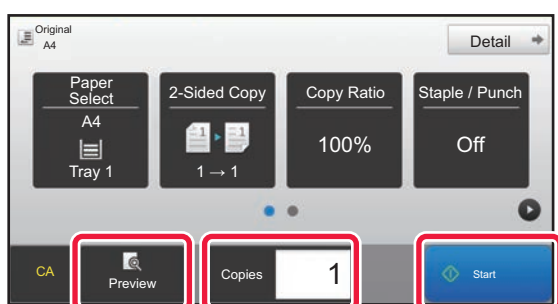 Original
A4
Detail
Paper
Select
A4
Tray 1
2-Sided Copy
1 → 1
Copy Ratio
100%
Staple / Punch
Off
CA
Preview
Copies
1
Start